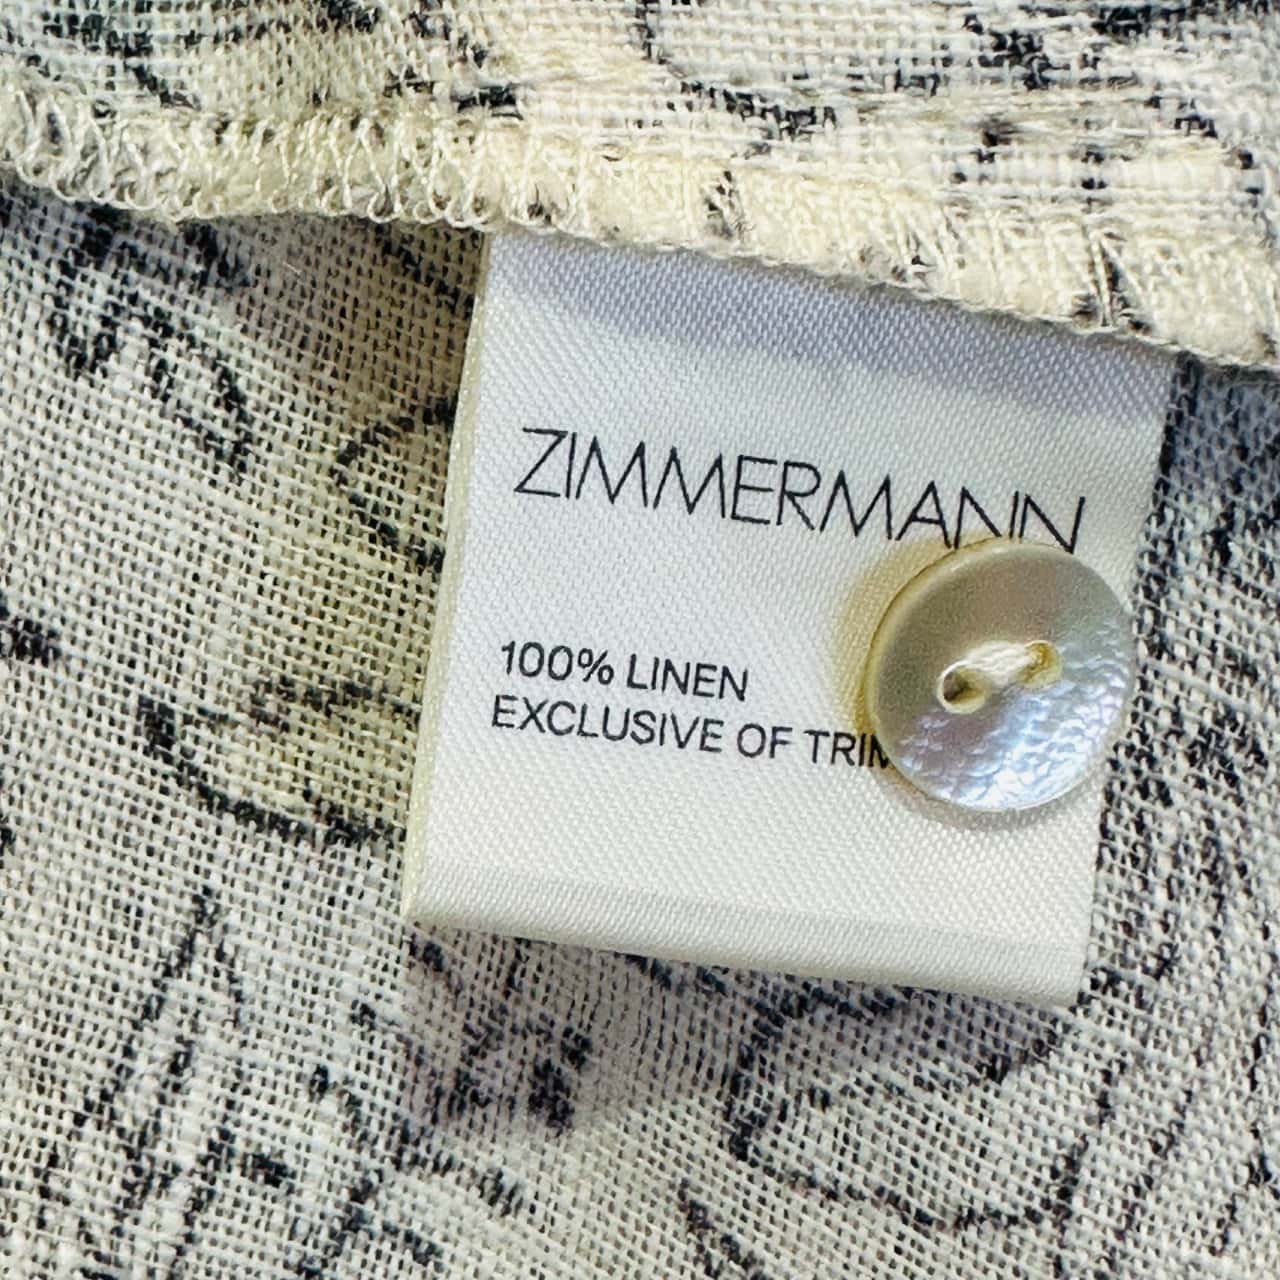 ZIMMERMANN
100% LINEN
EXCLUSIVE OF TRIM